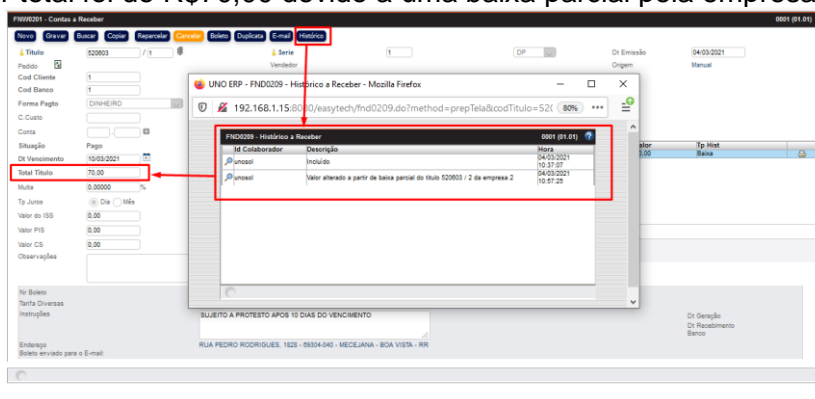 r total foi de R$70,00 devido a uma baixa parcial pela empresa
FNW0201 - Contas a Receber 0001 (01.01)
Novo Gravar Buscar Copiar Reparcelar Cancelar Boleto Duplicata E-mail Histórico
Título 520603 / 1 Serie 1 DP ... Dt Emissão 04/03/2021
Pedido Vendedor Origem Manual
Cod Cliente 1
Cod Banco 1
Forma Pagto DINHEIRO ...
C.Custo
Conta .
Situação Pago alor Tp Hist
Dt Vencimento 10/03/2021 0,00 Baixa
Total Título 70,00
Multa 0,00000 %
Tp Juros Dia Mês
Valor do ISS 0,00
Valor PIS 0,00
Valor CS 0,00
Observações
UNO ERP - FND0209 - Histórico a Receber - Mozilla Firefox
192.168.1.15:8080/easytech/fnd0209.do?method=prepTela&codTitulo=520 80%
FND0209 - Histórico a Receber 0001 (01.01)
Id Colaborador Descrição Hora
unosol Incluído 04/03/2021 10:37:07
unosol Valor alterado a partir de baixa parcial do título 520603 / 2 da empresa 2 04/03/2021 10:57:25
Nr Boleto
Tarifa Diversas
Instruções SUJEITO A PROTESTO APOS 10 DIAS DO VENCIMENTO
Dt Geração
Dt Recebimento
Banco
Endereço RUA PEDRO RODRIGUES, 1828 - 69304-040 - MECEJANA - BOA VISTA - RR
Boleto enviado para o E-mail: